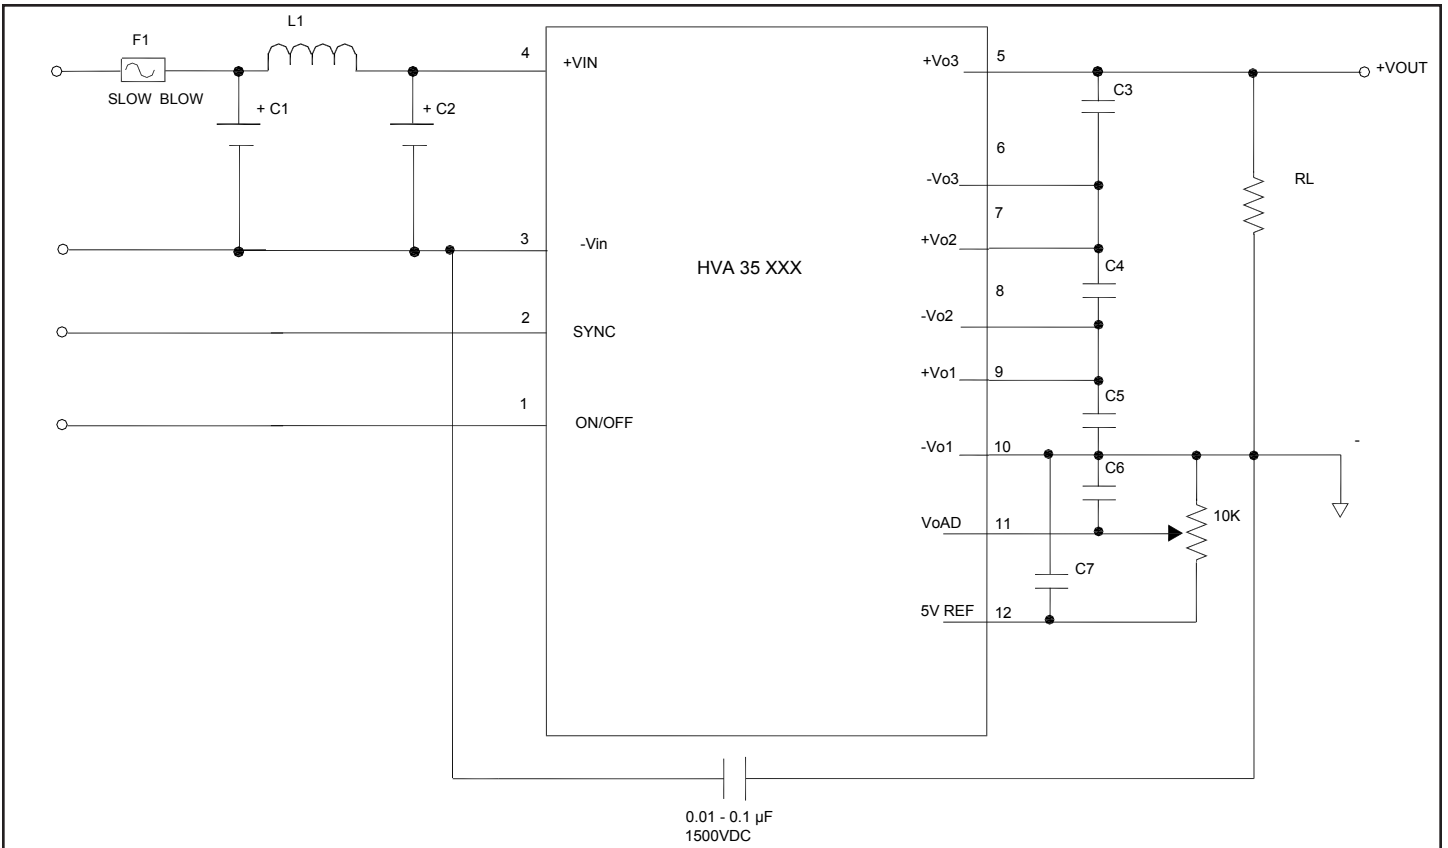 L1
F1
SLOW BLOW
+ C1
+ C2
4
+VIN
3
-Vin
2
SYNC
1
ON/OFF
HVA 35 XXX
+Vo3
5
C3
+VOUT
6
-Vo3
RL
7
+Vo2
C4
8
-Vo2
+Vo1
9
C5
-Vo1
10
-
C6
VoAD
11
10K
C7
5V REF
12
0.01 - 0.1 µF
1500VDC